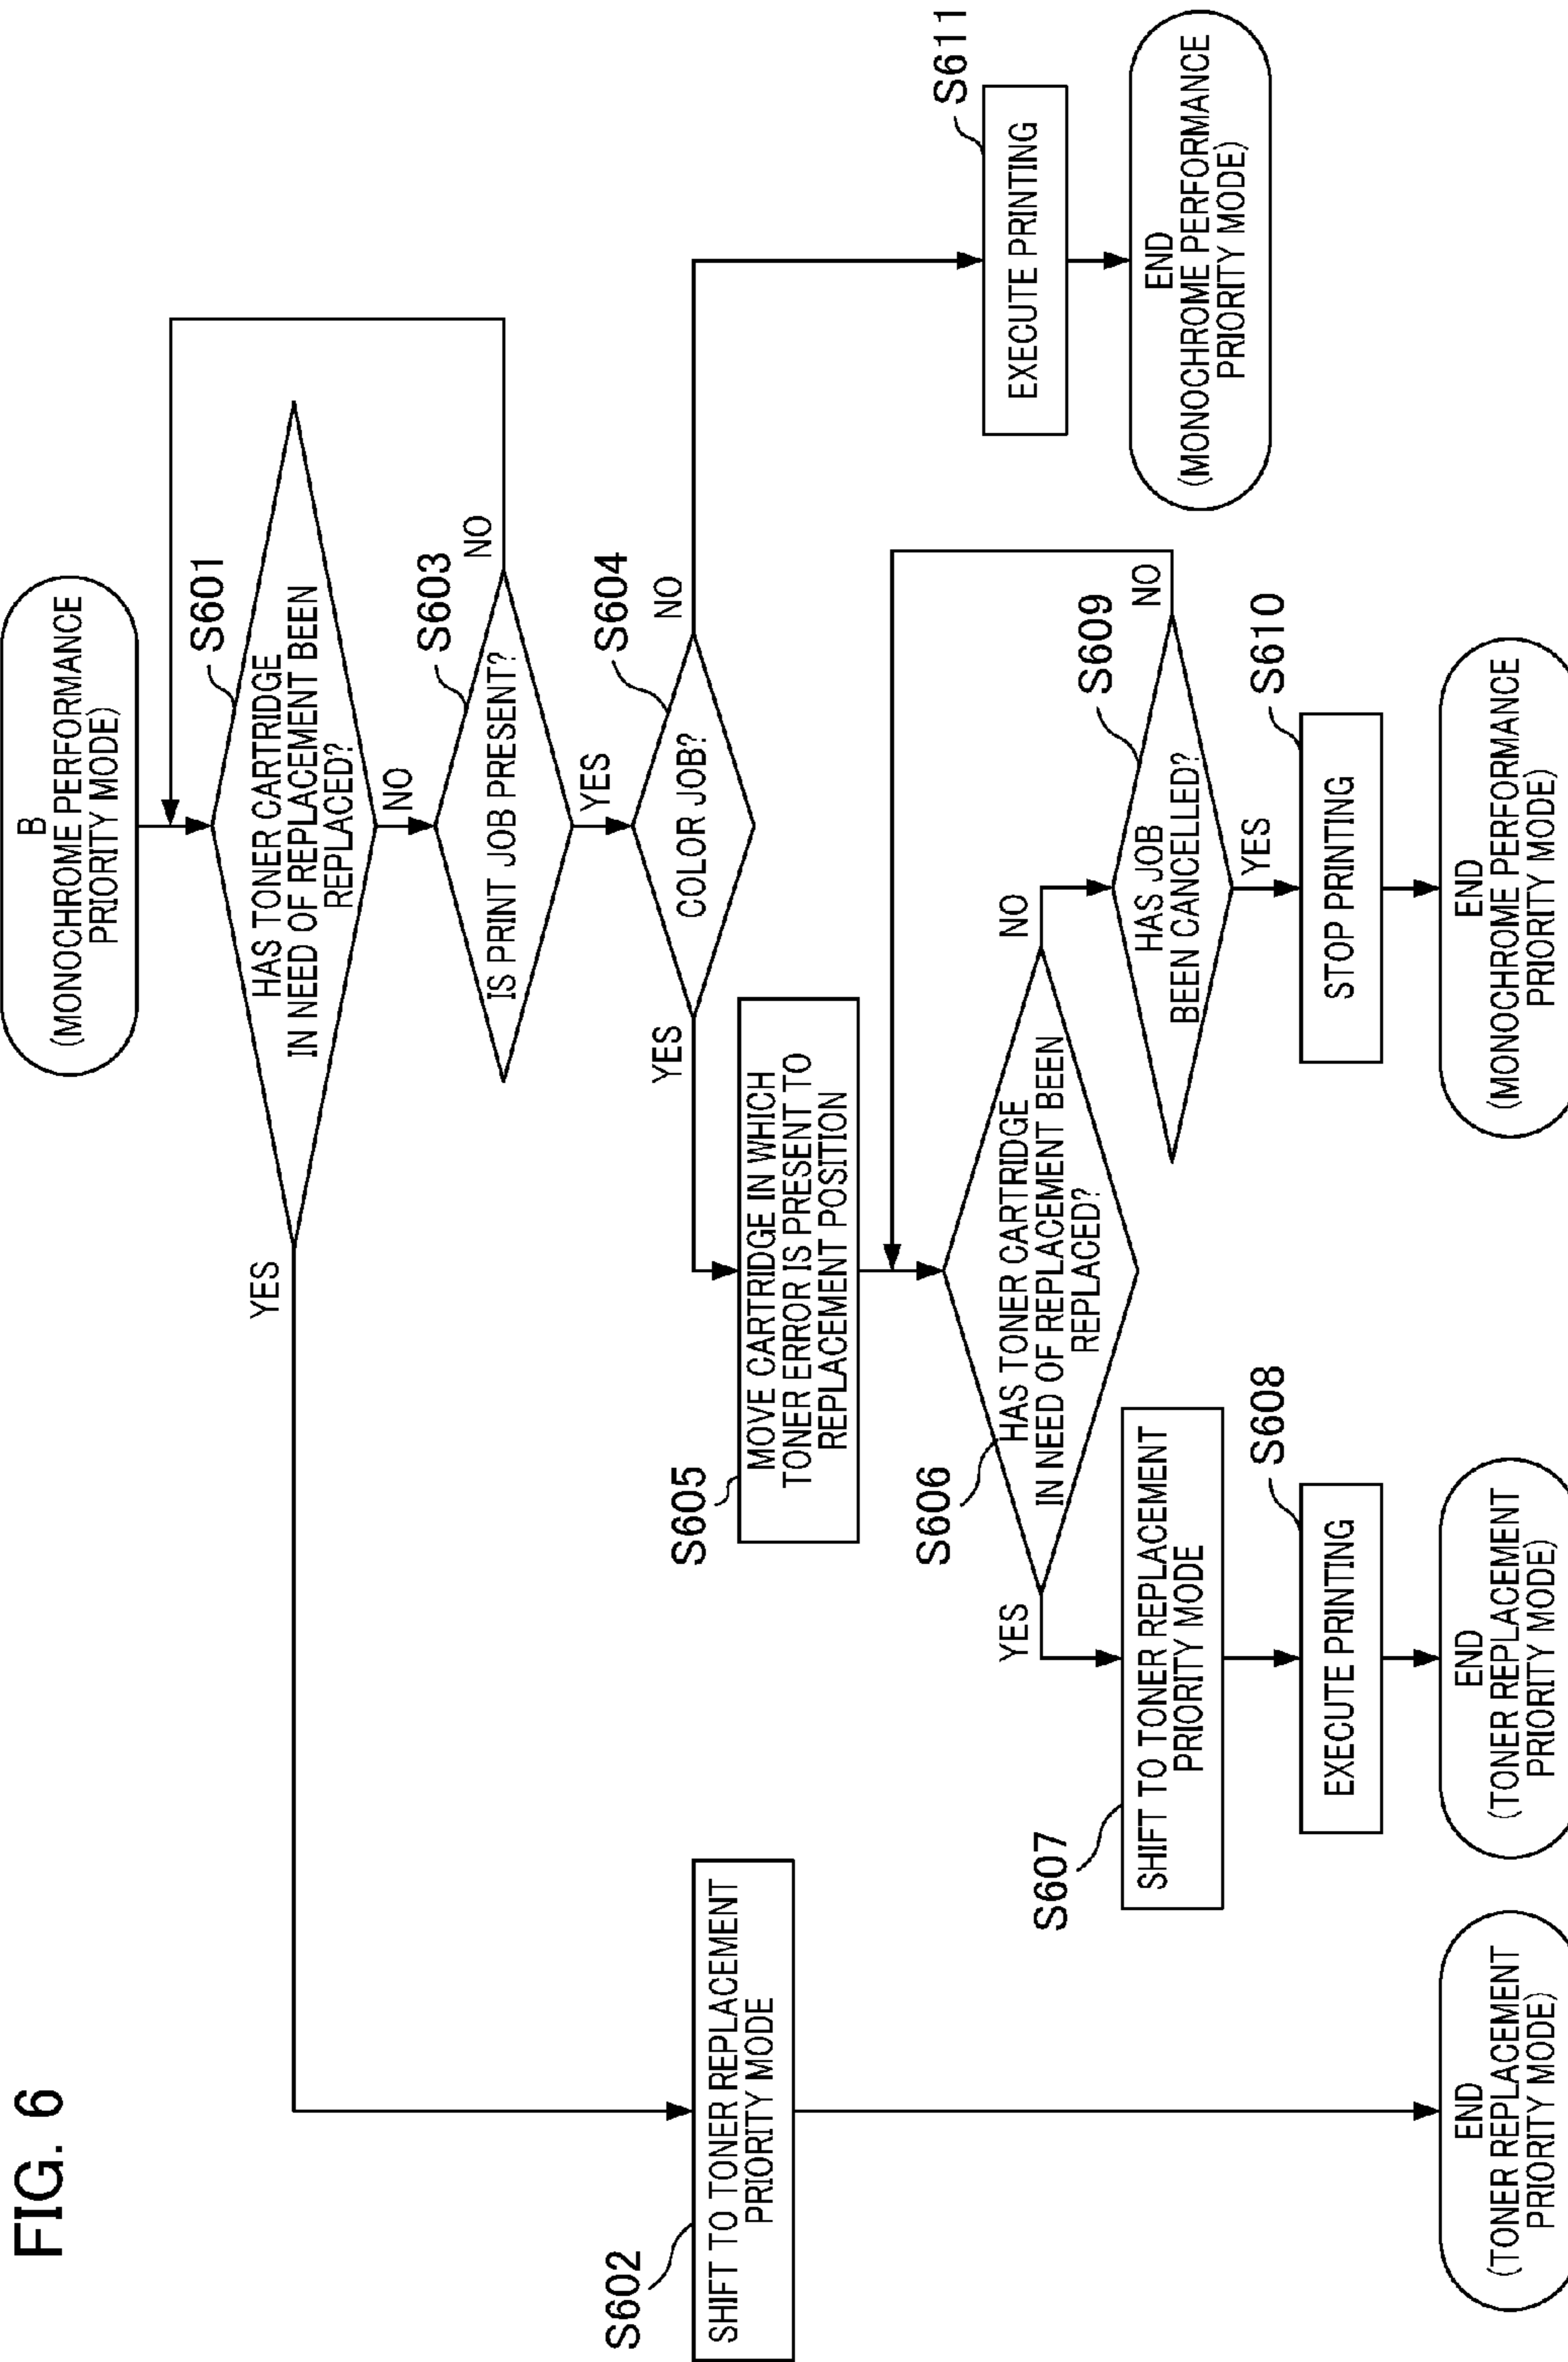 FIG. 6
B
(MONOCHROME PERFORMANCE
PRIORITY MODE)
S601
HAS TONER CARTRIDGE
IN NEED OF REPLACEMENT BEEN
REPLACED?
YES
NO
S603
IS PRINT JOB PRESENT?
NO
YES
S604
COLOR JOB?
YES
NO
S602
SHIFT TO TONER REPLACEMENT
PRIORITY MODE
S605
MOVE CARTRIDGE IN WHICH
TONER ERROR IS PRESENT TO
REPLACEMENT POSITION
S606
HAS TONER CARTRIDGE
IN NEED OF REPLACEMENT BEEN
REPLACED?
YES
NO
S611
EXECUTE PRINTING
END
(MONOCHROME PERFORMANCE
PRIORITY MODE)
S607
SHIFT TO TONER REPLACEMENT
PRIORITY MODE
S609
HAS JOB
BEEN CANCELLED?
NO
YES
S608
EXECUTE PRINTING
S610
STOP PRINTING
END
(TONER REPLACEMENT
PRIORITY MODE)
END
(TONER REPLACEMENT
PRIORITY MODE)
END
(MONOCHROME PERFORMANCE
PRIORITY MODE)